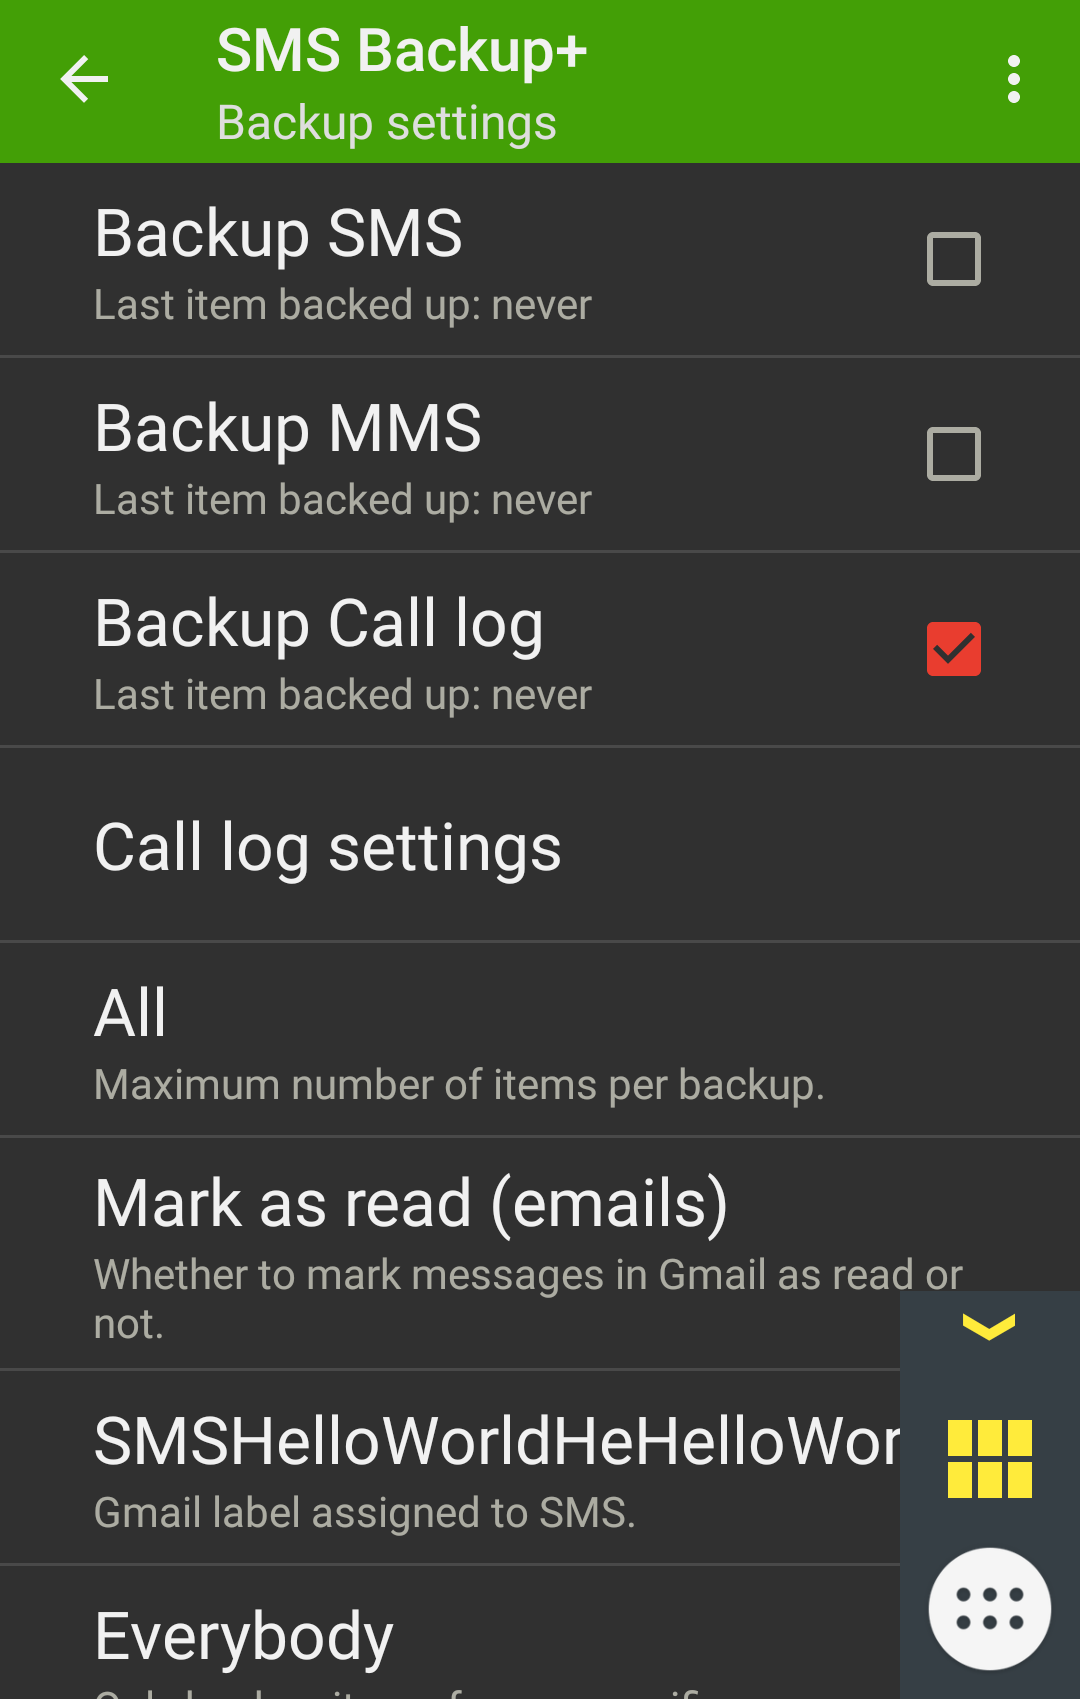 SMS Backup+
Backup settings
Backup SMS
Last item backed up: never
Backup MMS
Last item backed up: never
Backup Call log
Last item backed up: never
Call log settings
All
Maximum number of items per backup.
Mark as read (emails)
Whether to mark messages in Gmail as read or
not.
SMSHelloWorldHeHelloWor
Gmail label assigned to SMS.
Everybody